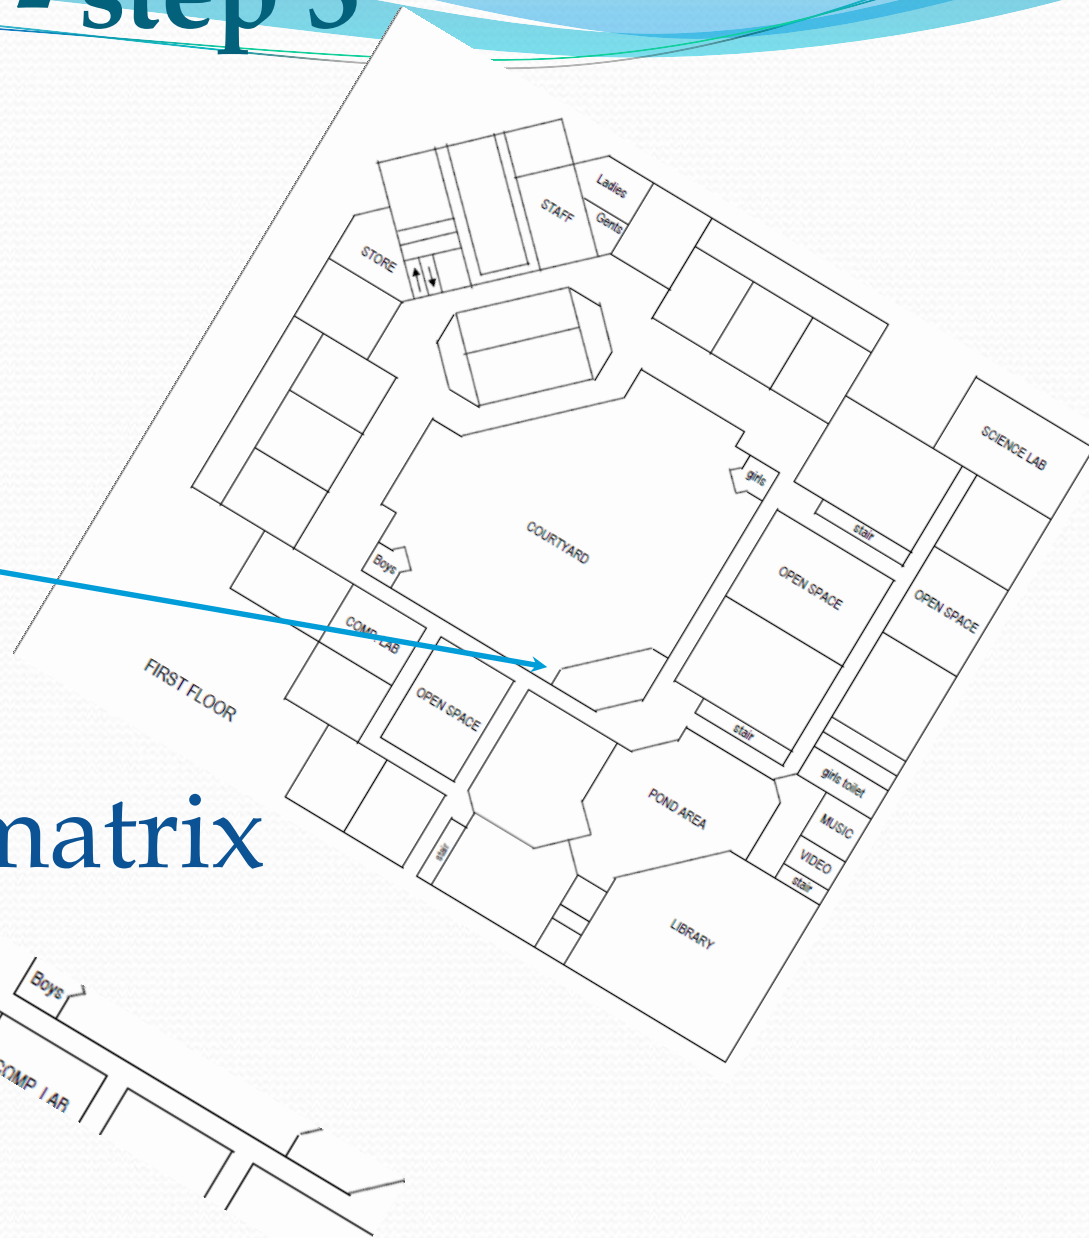 - step 3
Ladies
STAFF
Gents
STORE
SCIENCE LAB
girls
stair
COURTYARD
Boys
OPEN SPACE
OPEN SPACE
COMP LAB
FIRST FLOOR
OPEN SPACE
stair
girls toilet
POND AREA
MUSIC
stair
VIDEO
stair
LIBRARY
matrix
Boys
COMP LAB